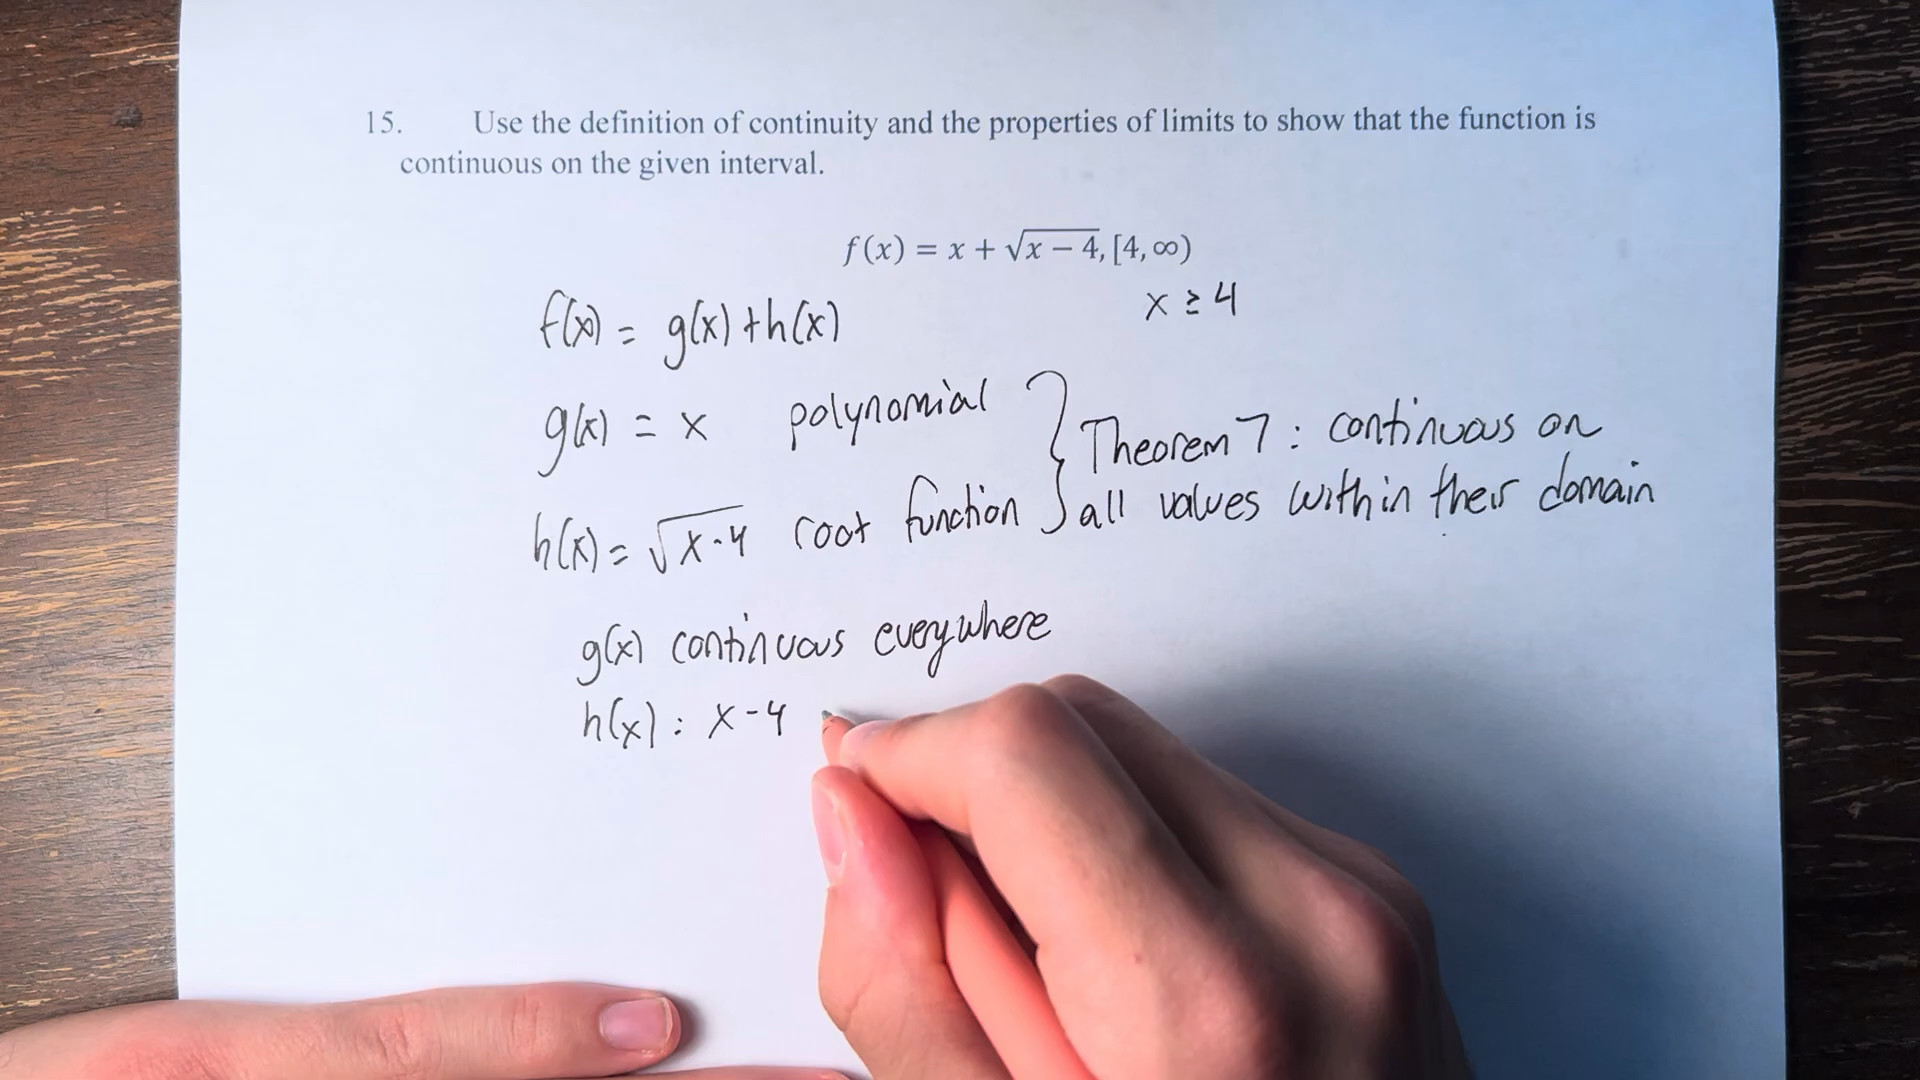 15. Use the definition of continuity and the properties of limits to show that the function is
continuous on the given interval.
f(x) = x + √(x − 4), [4, ∞)
x ≥ 4
f(x) = g(x) + h(x)
g(x) = x polynomial
h(x) = √(x-4) root function
} Theorem 7 : continuous on
all values within their domain
g(x) continuous everywhere
h(x) : x-4